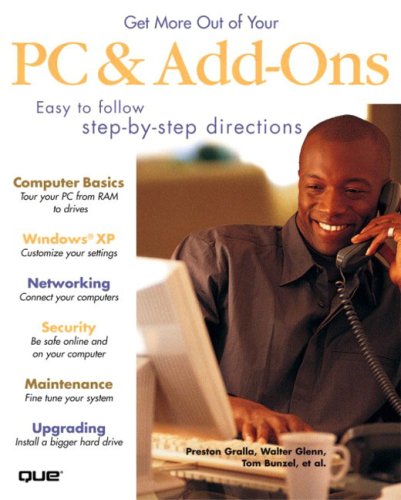 Get More Out of Your
PC & Add-Ons
Easy to follow
step-by-step directions
Computer Basics
Tour your PC from RAM
to drives
Windows® XP
Customize your settings
Networking
Connect your computers
Security
Be safe online and
on your computer
Maintenance
Fine tune your system
Upgrading
Install a bigger hard drive
Preston Gralla, Walter Glenn,
Tom Bunzel, et al.
QUE®